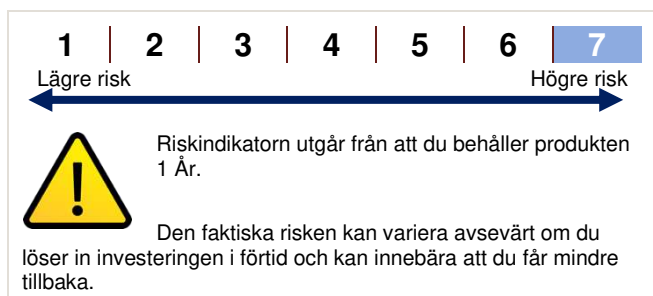 1 2 3 4 5 6 7
Lägre risk Högre risk
Riskindikatorn utgår från att du behåller produkten
1 År.
Den faktiska risken kan variera avsevärt om du
löser in investeringen i förtid och kan innebära att du får mindre
tillbaka.